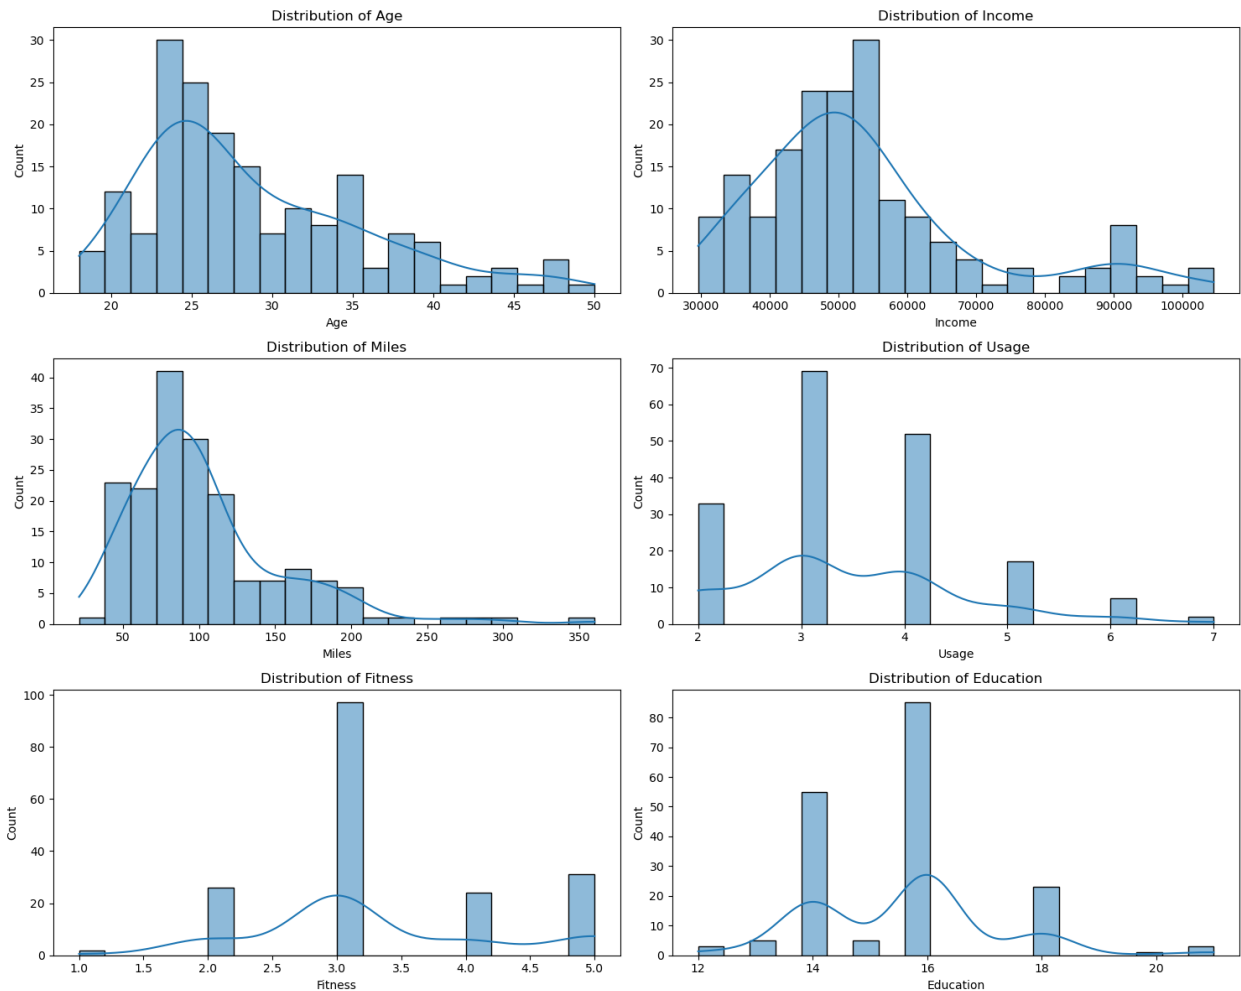 Distribution of Age
30
25
20
15
10
5
0
Count
20 25 30 35 40 45 50
Age
Distribution of Income
30
25
20
15
10
5
0
Count
30000 40000 50000 60000 70000 80000 90000 100000
Income
Distribution of Miles
40
35
30
25
20
15
10
5
0
Count
50 100 150 200 250 300 350
Miles
Distribution of Usage
70
60
50
40
30
20
10
0
Count
2 3 4 5 6 7
Usage
Distribution of Fitness
100
80
60
40
20
0
Count
1.0 1.5 2.0 2.5 3.0 3.5 4.0 4.5 5.0
Fitness
Distribution of Education
80
70
60
50
40
30
20
10
0
Count
12 14 16 18 20
Education